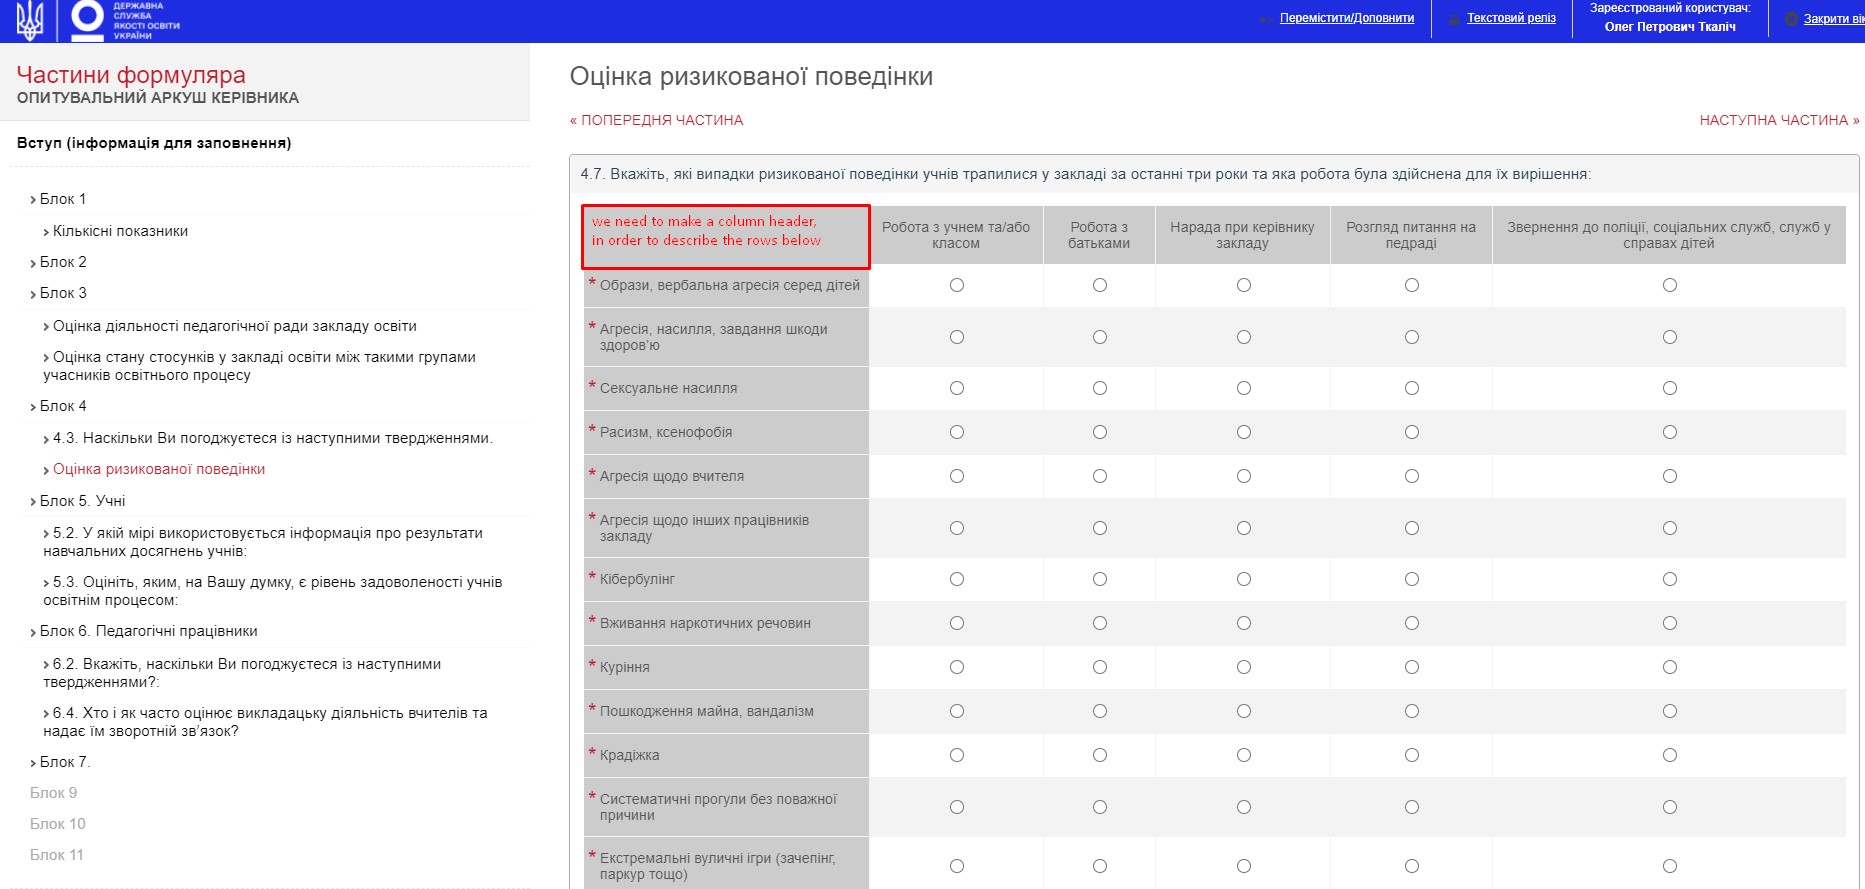 ДЕРЖАВНА
СЛУЖБА
ЯКОСТІ ОСВІТИ
УКРАЇНИ
Перемістити/Доповнити
Текстовий реліз
Зареєстрований користувач:
Олег Петрович Ткаліч
Закрити ві
Частини формуляра
ОПИТУВАЛЬНИЙ АРКУШ КЕРІВНИКА
Вступ (інформація для заповнення)
Блок 1
Кількісні показники
Блок 2
Блок 3
Оцінка діяльності педагогічної ради закладу освіти
Оцінка стану стосунків у закладі освіти між такими групами
учасників освітнього процесу
Блок 4
4.3. Наскільки Ви погоджуєтеся із наступними твердженнями.
Оцінка ризикованої поведінки
Блок 5. Учні
5.2. У якій мірі використовується інформація про результати
навчальних досягнень учнів:
5.3. Оцініть, яким, на Вашу думку, є рівень задоволеності учнів
освітнім процесом:
Блок 6. Педагогічні працівники
6.2. Вкажіть, наскільки Ви погоджуєтеся із наступними
твердженнями?:
6.4. Хто і як часто оцінює викладацьку діяльність вчителів та
надає їм зворотній зв'язок?
Блок 7.
Блок 9
Блок 10
Блок 11
Оцінка ризикованої поведінки
« ПОПЕРЕДНЯ ЧАСТИНА
НАСТУПНА ЧАСТИНА »
4.7. Вкажіть, які випадки ризикованої поведінки учнів трапилися у закладі за останні три роки та яка робота була здійснена для їх вирішення:
we need to make a column header,
in order to describe the rows below
Робота з учнем та/або
класом
Робота з
батьками
Нарада при керівнику
закладу
Розгляд питання на
педраді
Звернення до поліції, соціальних служб, служб у
справах дітей
* Образи, вербальна агресія серед дітей
* Агресія, насилля, завдання шкоди
здоров'ю
* Сексуальне насилля
* Расизм, ксенофобія
* Агресія щодо вчителя
* Агресія щодо інших працівників
закладу
* Кібербулінг
* Вживання наркотичних речовин
* Куріння
* Пошкодження майна, вандалізм
* Крадіжка
* Систематичні прогули без поважної
причини
* Екстремальні вуличні ігри (зачепінг,
паркур тощо)